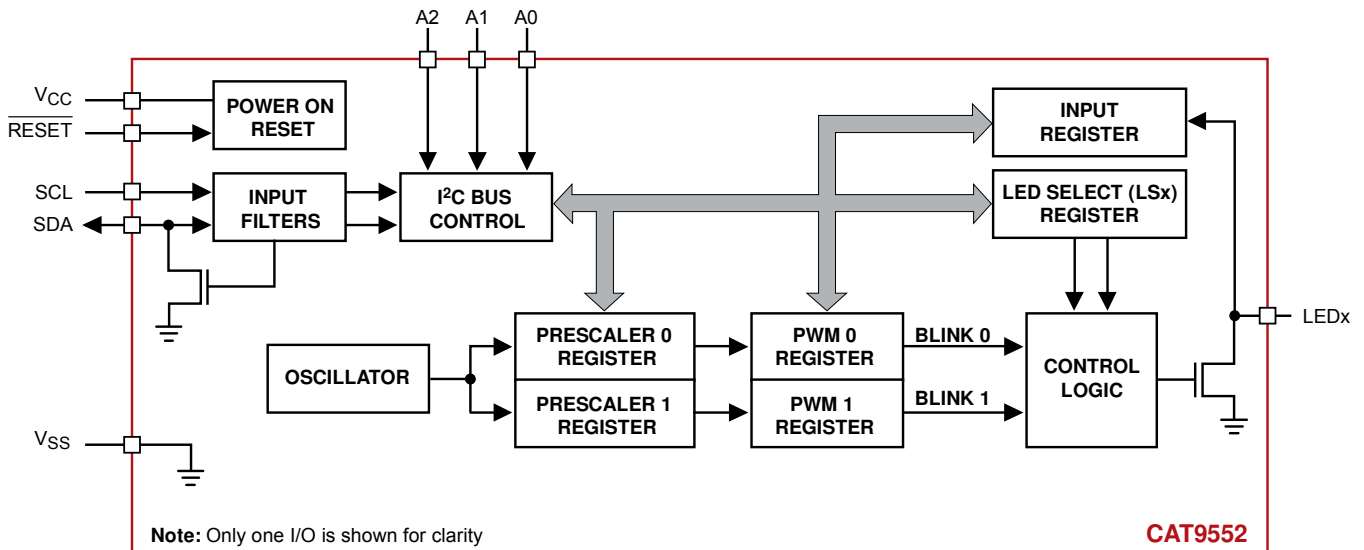 A2 A1 A0
VCC
RESET
POWER ON
RESET
INPUT
REGISTER
SCL
SDA
INPUT
FILTERS
I²C BUS
CONTROL
LED SELECT (LSx)
REGISTER
OSCILLATOR
PRESCALER 0
REGISTER
PRESCALER 1
REGISTER
PWM 0
REGISTER
PWM 1
REGISTER
BLINK 0
BLINK 1
CONTROL
LOGIC
LEDx
VSS
Note: Only one I/O is shown for clarity
CAT9552